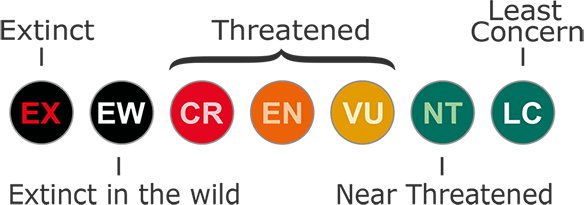 Extinct
Threatened
Least
Concern
EX EW CR EN VU NT LC
Extinct in the wild
Near Threatened